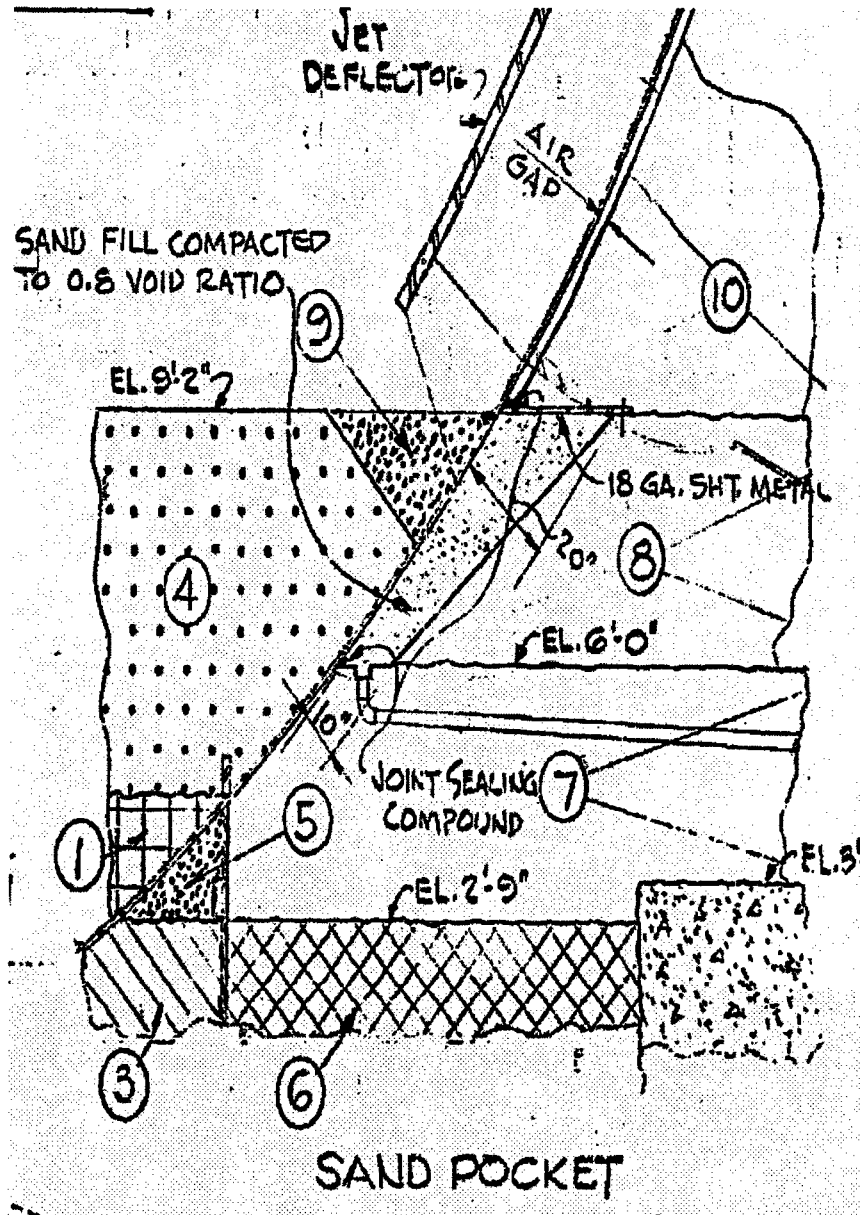 Jet
DEFLECTOR
AIR
GAP
SAND FILL COMPACTED
TO 0.8 VOID RATIO
9
10
EL. 9'2"
18 GA. SHT. METAL
20"
4
8
EL. 6'-0"
10"
JOINT SEALING
COMPOUND
7
1
5
EL. 2'-9"
EL. 3'
3
6
SAND POCKET